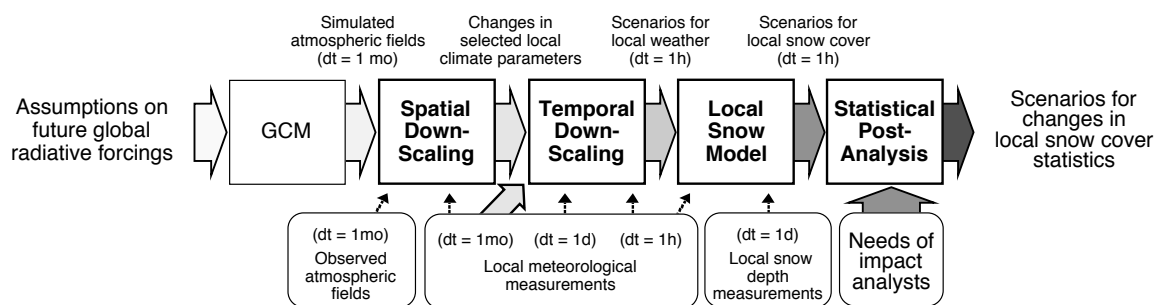 Assumptions on
future global
radiative forcings
GCM
Simulated
atmospheric fields
(dt = 1 mo)
Spatial
Down-
Scaling
Changes in
selected local
climate parameters
Temporal
Down-
Scaling
Scenarios for
local weather
(dt = 1h)
Local
Snow
Model
Scenarios for
local snow cover
(dt = 1h)
Statistical
Post-
Analysis
Scenarios for
changes in
local snow cover
statistics
(dt = 1mo)
Observed
atmospheric
fields
(dt = 1mo) (dt = 1d) (dt = 1h)
Local meteorological
measurements
(dt = 1d)
Local snow
depth
measurements
Needs of
impact
analysts